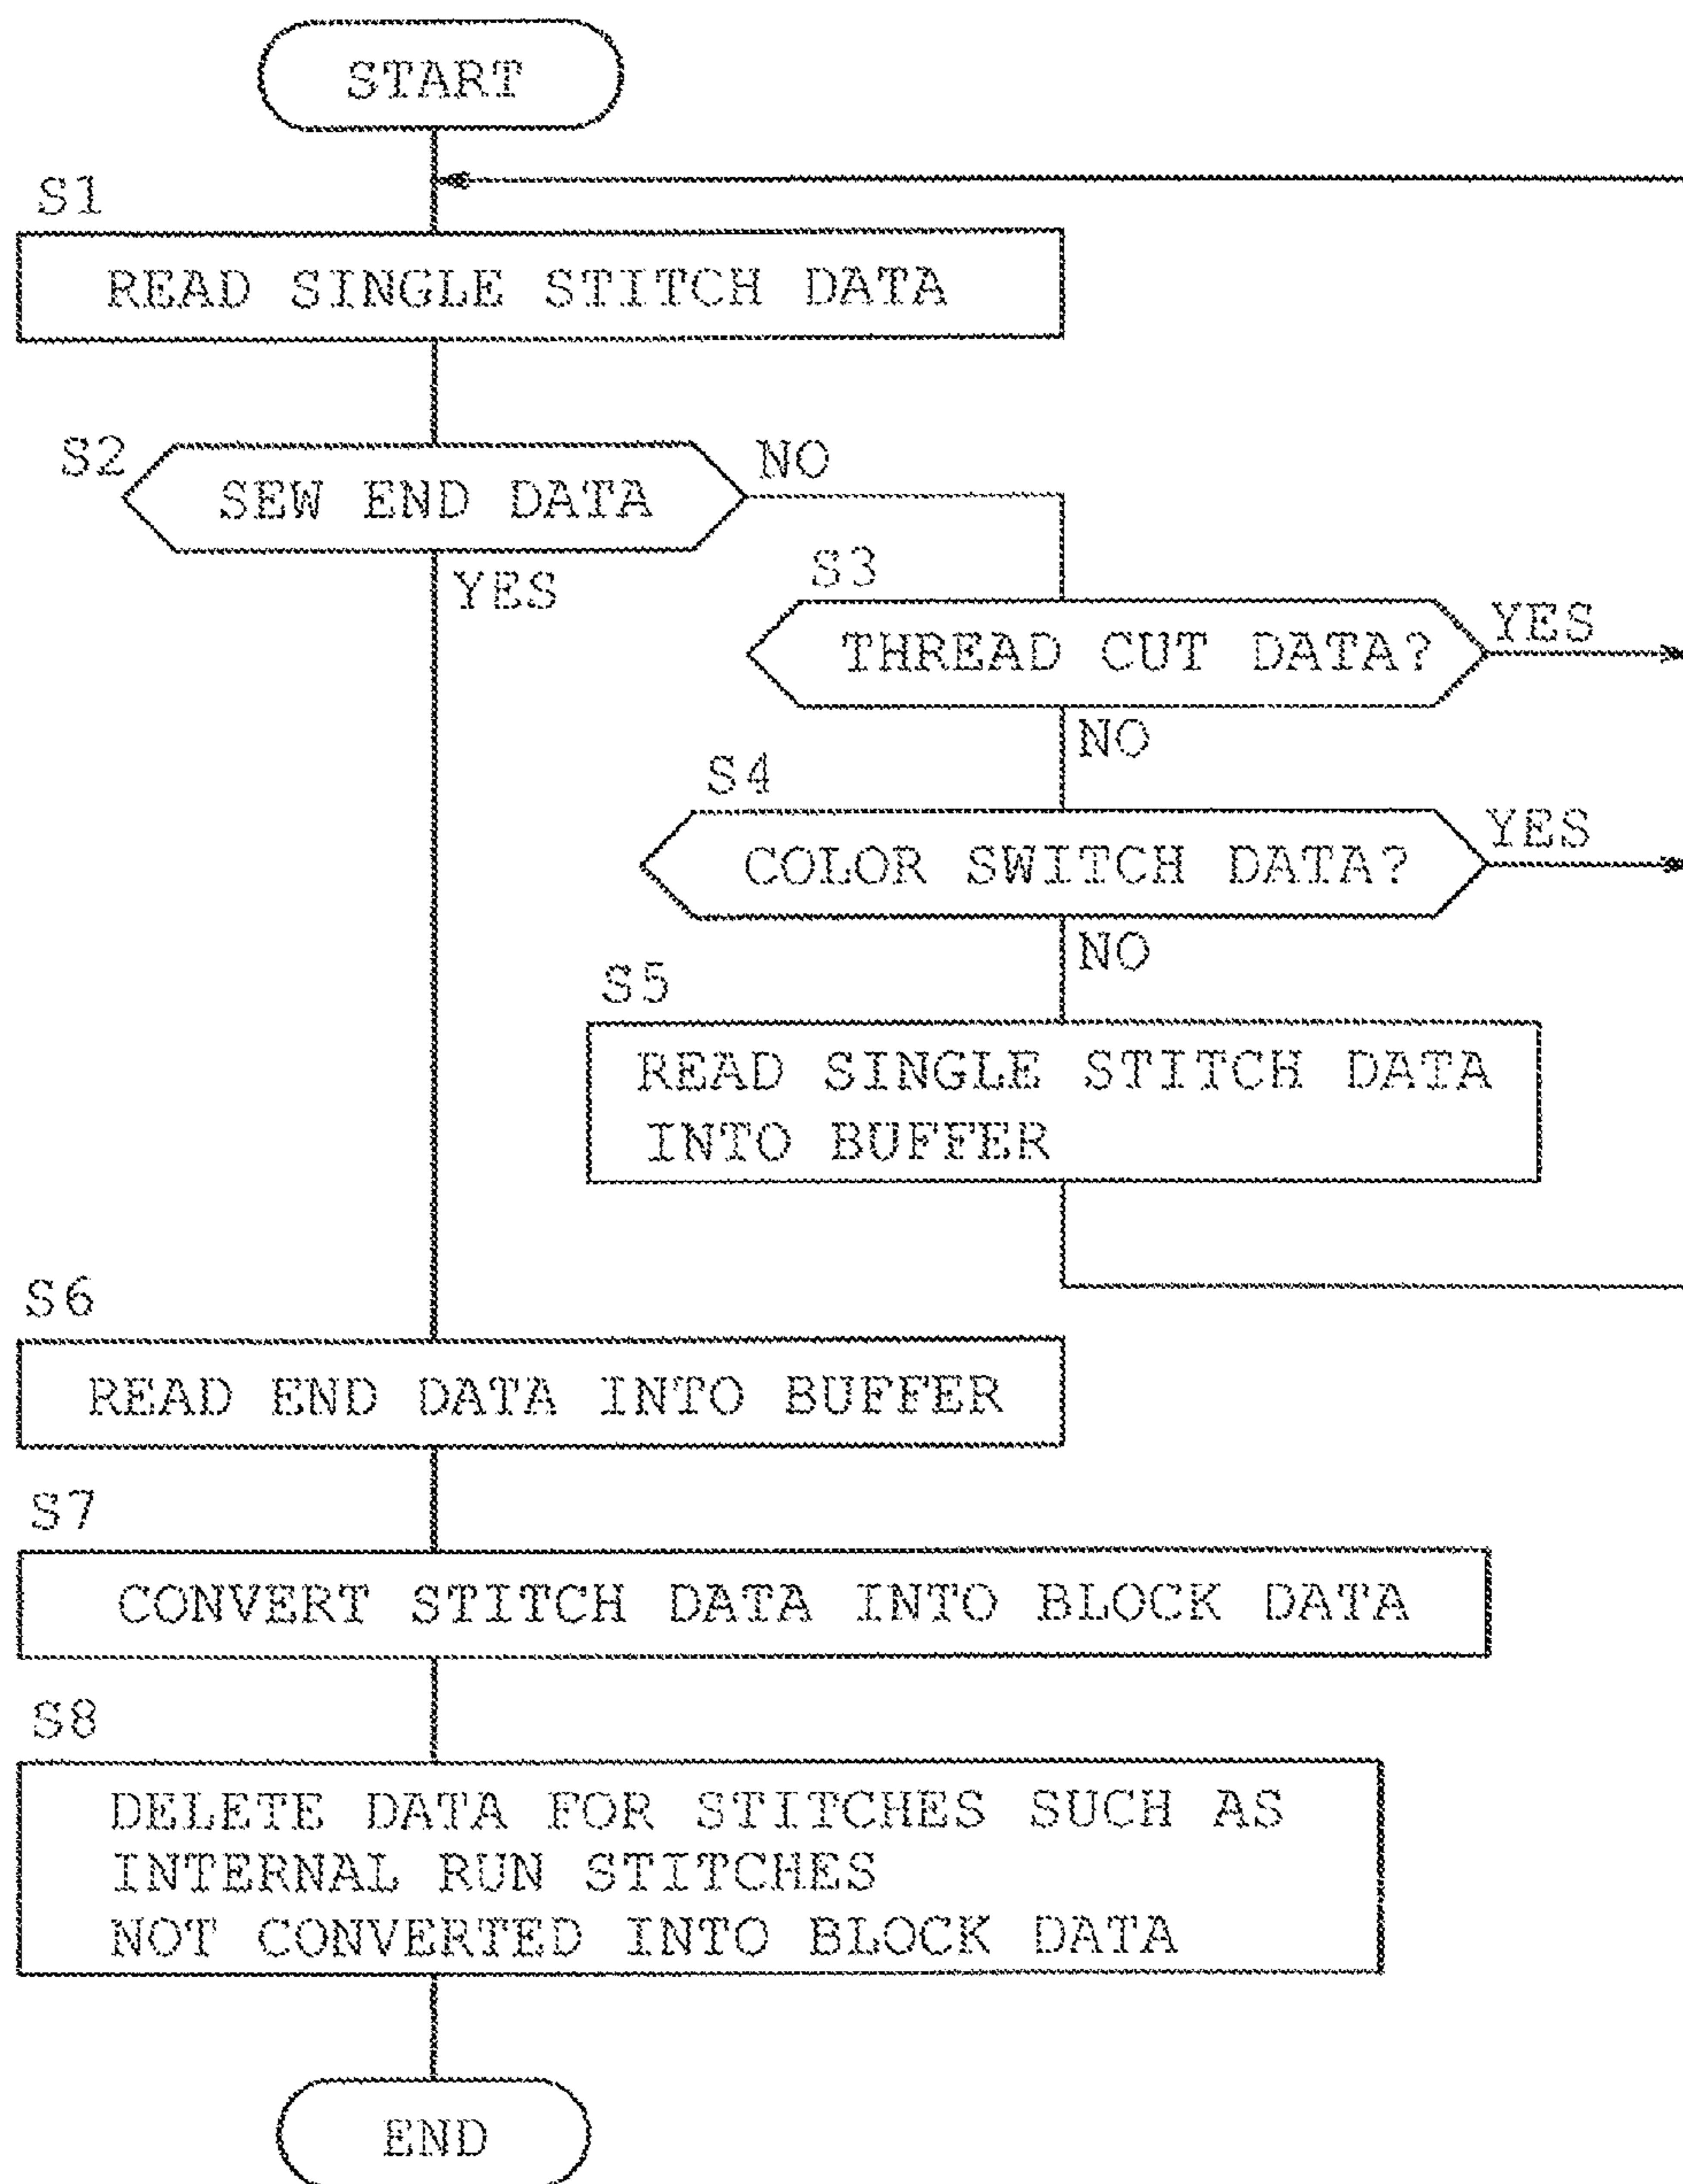 START
S1
READ SINGLE STITCH DATA
S2
SEW END DATA
NO
YES
S3
THREAD CUT DATA?
YES
NO
S4
COLOR SWITCH DATA?
YES
NO
S5
READ SINGLE STITCH DATA
INTO BUFFER
S6
READ END DATA INTO BUFFER
S7
CONVERT STITCH DATA INTO BLOCK DATA
S8
DELETE DATA FOR STITCHES SUCH AS
INTERNAL RUN STITCHES
NOT CONVERTED INTO BLOCK DATA
END